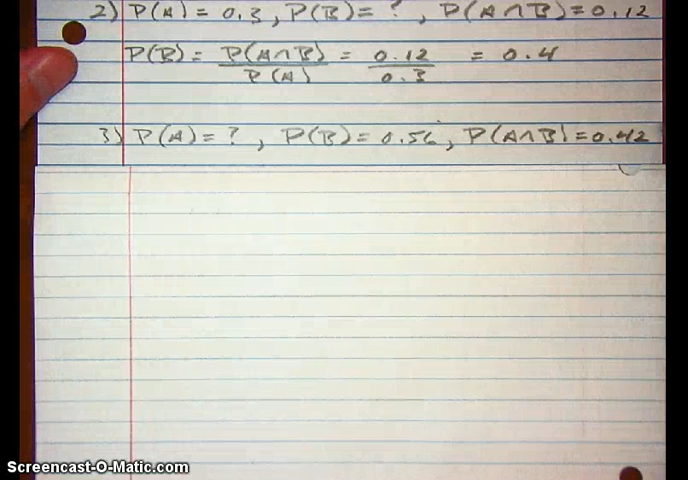 2) P(A) = 0.3, P(B) = ?, P(A∩B) = 0.12
P(B) = P(A∩B) / P(A) = 0.12 / 0.3 = 0.4
3) P(A) = ?, P(B) = 0.56, P(A∩B) = 0.42
Screencast-O-Matic.com